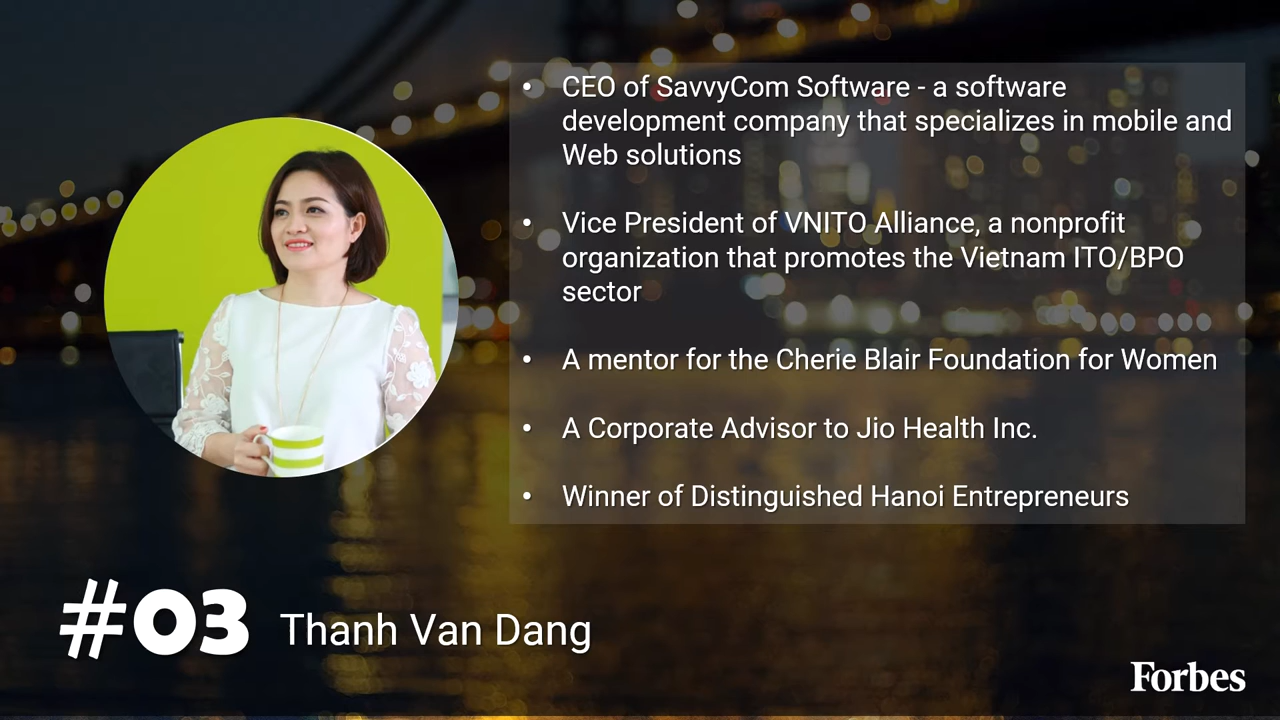 • CEO of SavvyCom Software - a software
development company that specializes in mobile and
Web solutions
• Vice President of VNITO Alliance, a nonprofit
organization that promotes the Vietnam ITO/BPO
sector
• A mentor for the Cherie Blair Foundation for Women
• A Corporate Advisor to Jio Health Inc.
• Winner of Distinguished Hanoi Entrepreneurs
#03 Thanh Van Dang
Forbes